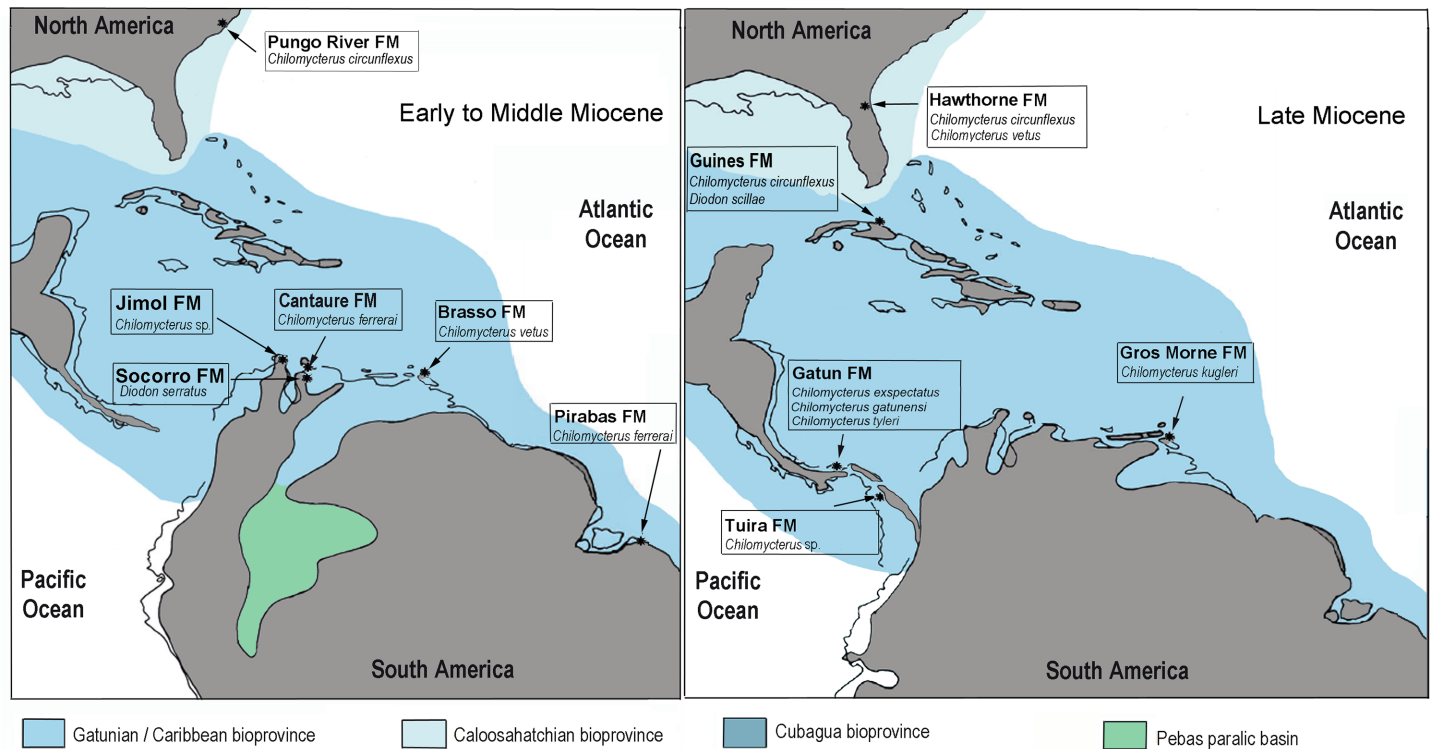 North America
Pungo River FM
Chilomycterus circunflexus
Early to Middle Miocene
Atlantic
Ocean
Jimol FM
Chilomycterus sp.
Cantaure FM
Chilomycterus ferrerai
Brasso FM
Chilomycterus vetus
Socorro FM
Diodon serratus
Pirabas FM
Chilomycterus ferrerai
Pacific
Ocean
South America
North America
Hawthorne FM
Chilomycterus circunflexus
Chilomycterus vetus
Late Miocene
Guines FM
Chilomycterus circunflexus
Diodon scillae
Atlantic
Ocean
Gatun FM
Chilomycterus exspectatus
Chilomycterus gatunensi
Chilomycterus tyleri
Gros Morne FM
Chilomycterus kugleri
Tuira FM
Chilomycterus sp.
Pacific
Ocean
South America
Gatunian / Caribbean bioprovince
Caloosahatchian bioprovince
Cubagua bioprovince
Pebas paralic basin